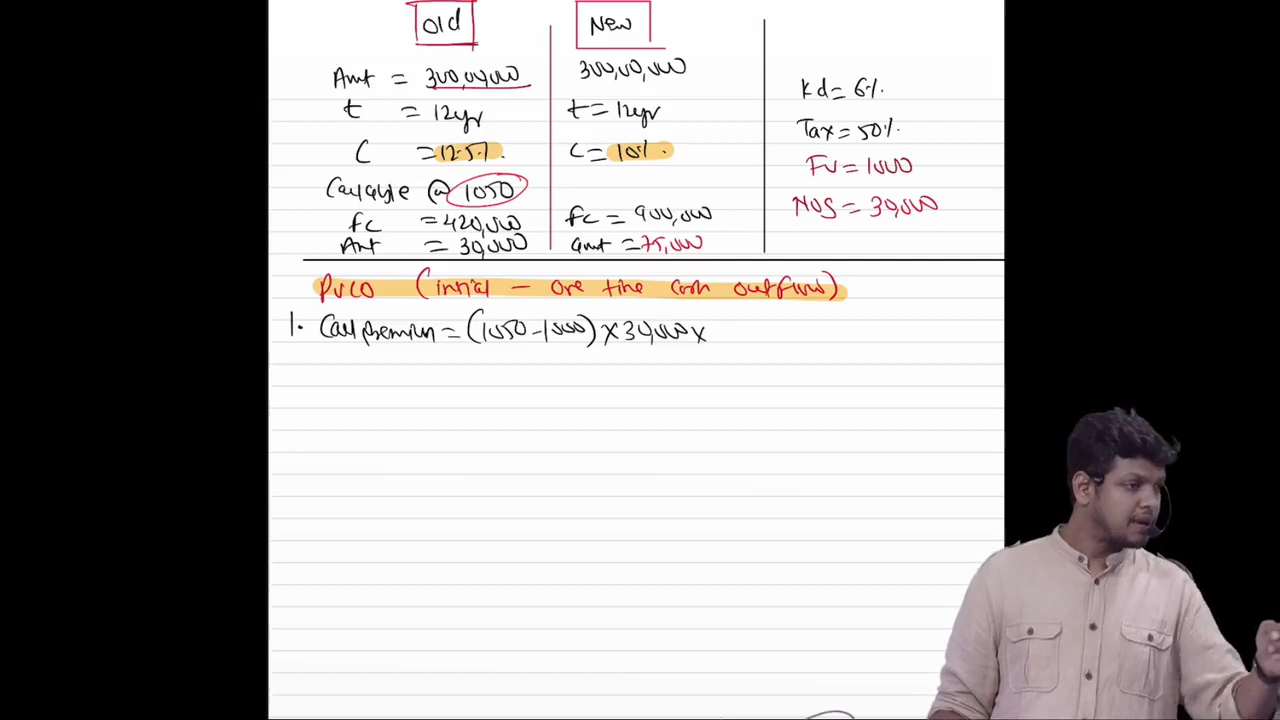 Old
Amt = 300,00,000
t = 12yr
C = 12.5%.
Callable @ 1050
fc = 420,000
Amt = 30,000
New
300,00,000
t = 12yr
C = 10%.
fc = 900,000
amt = 75,000
Kd = 6%.
Tax = 50%.
FV = 1000
NOS = 30,000
PVCO (initial - one time cash outflow)
1. Call premium = (1050 - 1000) x 30,000 x